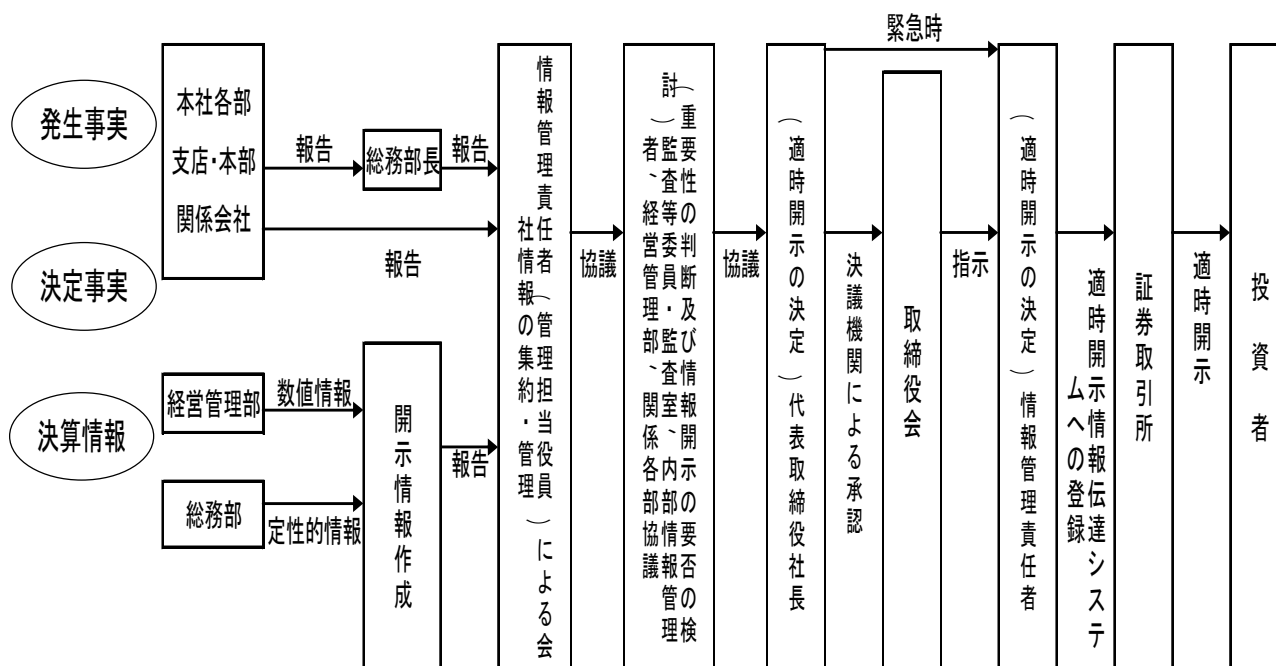 発生事実
決定事実
決算情報
本社各部
支店・本部
関係会社
報告
総務部長
報告
報告
経営管理部
数値情報
総務部
定性的情報
開示情報作成
報告
情報管理責任者(管理担当役員)による会
社情報の集約・管理
協議
(重要性の判断及び情報開示の要否の検
討)監査等委員・監査室、内部情報管理
者、経営管理部、関係各部協議
協議
(適時開示の決定)代表取締役社長
緊急時
決議機関による承認
取締役会
指示
(適時開示の決定)情報管理責任者
適時開示情報伝達システ
ムへの登録
証券取引所
適時開示
投資者